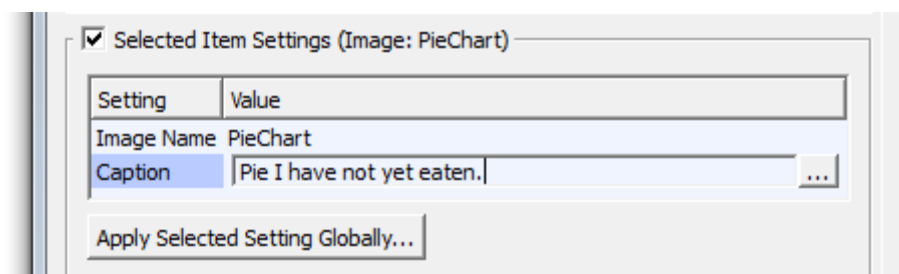 Selected Item Settings (Image: PieChart)
Setting Value
Image Name PieChart
Caption Pie I have not yet eaten. ...
Apply Selected Setting Globally...